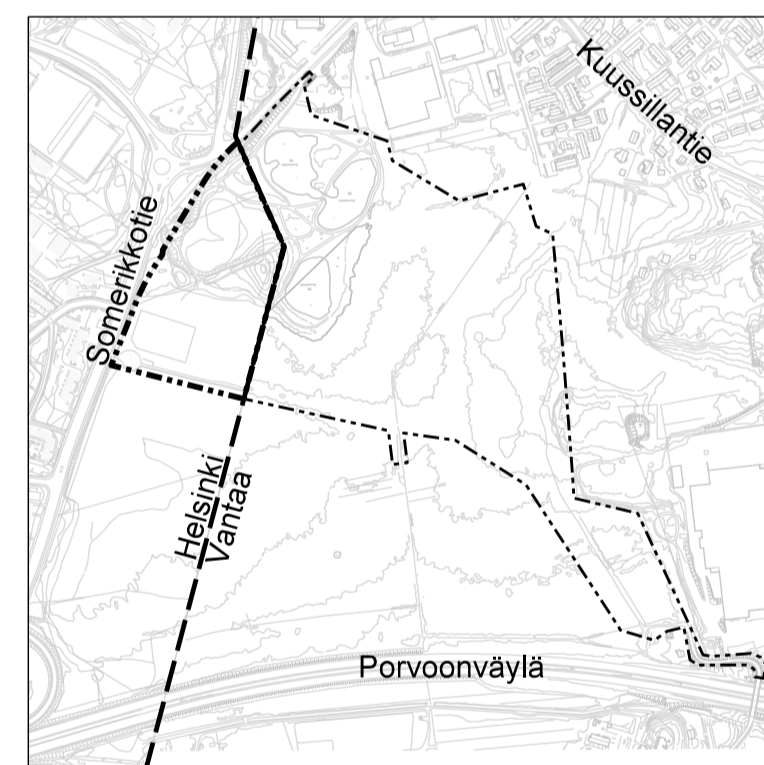 Kuussillantie
Somerikkotie
Helsinki
Vantaa
Porvoonväylä